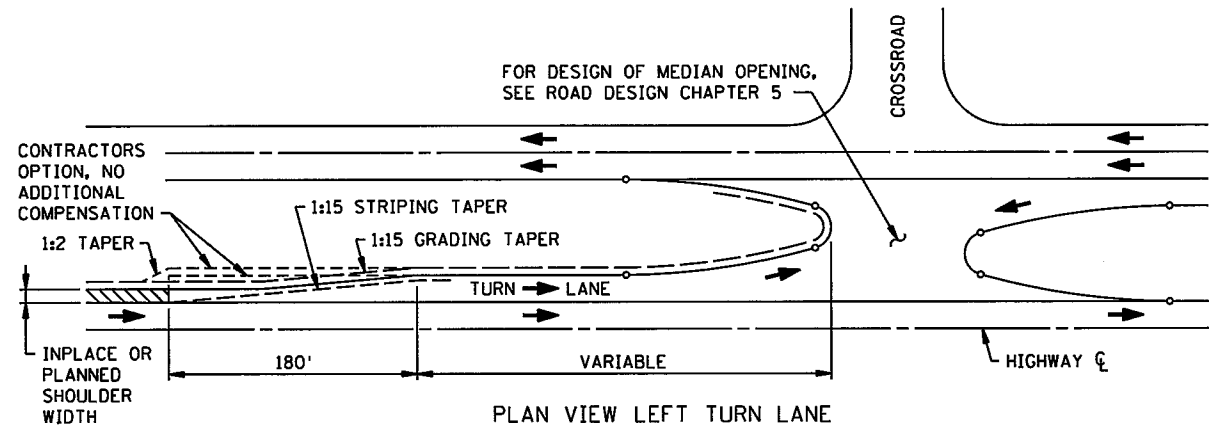 CROSSROAD
FOR DESIGN OF MEDIAN OPENING,
SEE ROAD DESIGN CHAPTER 5
CONTRACTORS
OPTION, NO
ADDITIONAL
COMPENSATION
1:2 TAPER
1:15 STRIPING TAPER
1:15 GRADING TAPER
TURN LANE
INPLACE OR
PLANNED
SHOULDER
WIDTH
180'
VARIABLE
HIGHWAY ℄
PLAN VIEW LEFT TURN LANE